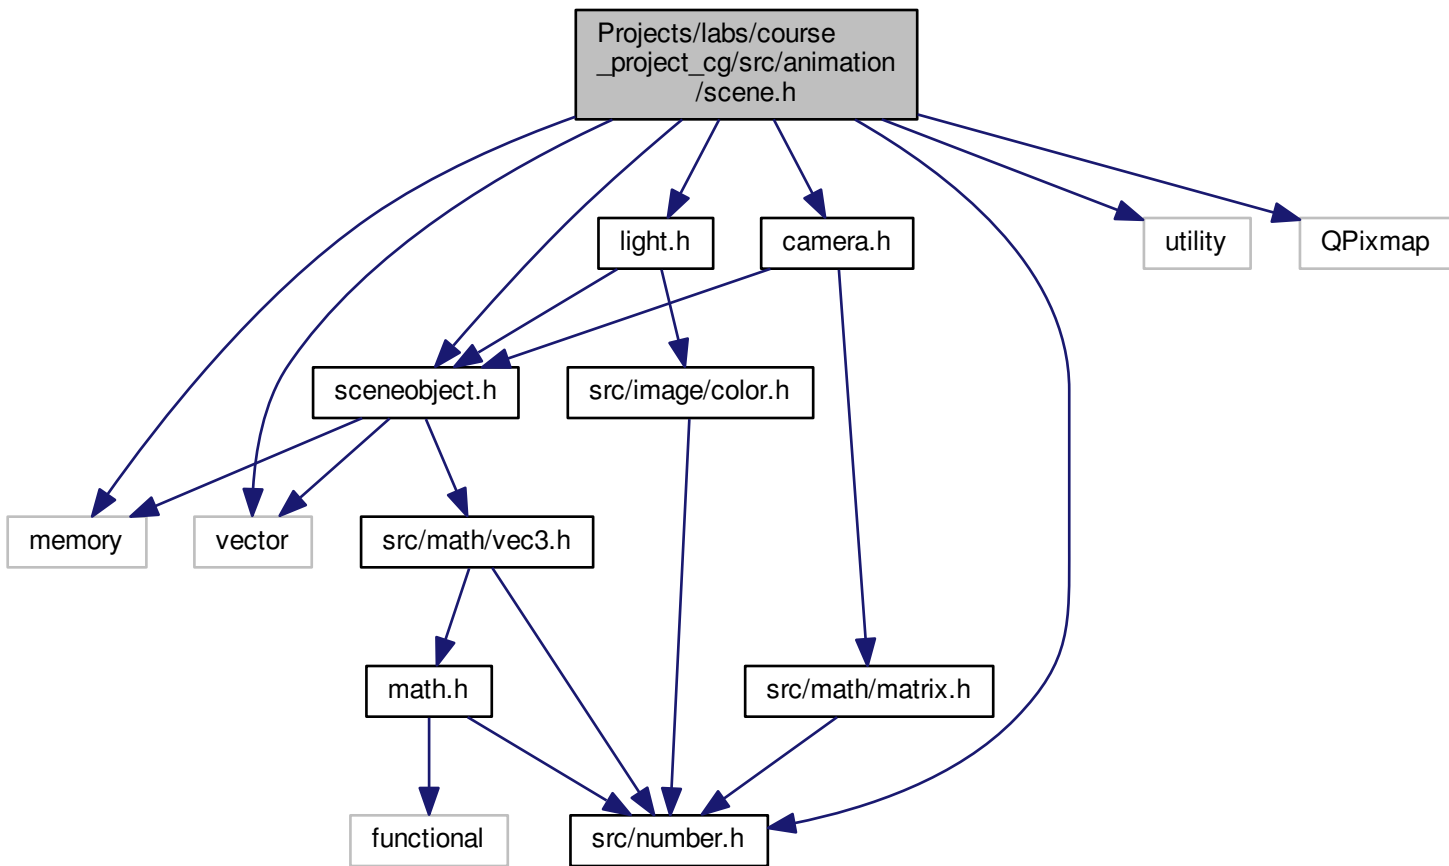 Projects/labs/course
_project_cg/src/animation
/scene.h
light.h
camera.h
utility
QPixmap
sceneobject.h
src/image/color.h
memory
vector
src/math/vec3.h
math.h
src/math/matrix.h
functional
src/number.h